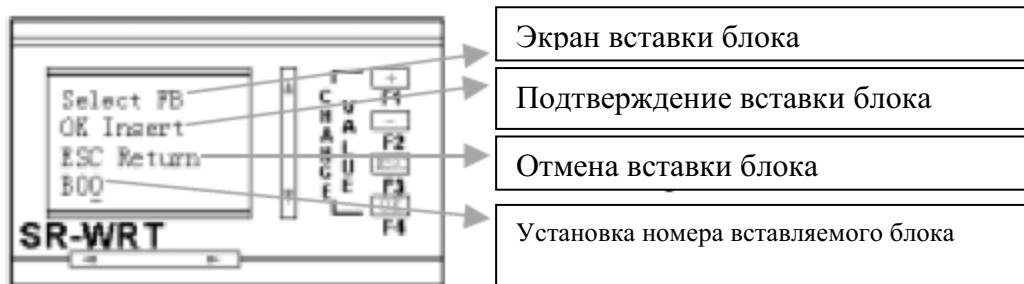 Select FB
OK Insert
ESC Return
B00
CHANGE
VALUE
+
F1
−
F2
F3
F4
SR-WRT
Экран вставки блока
Подтверждение вставки блока
Отмена вставки блока
Установка номера вставляемого блока